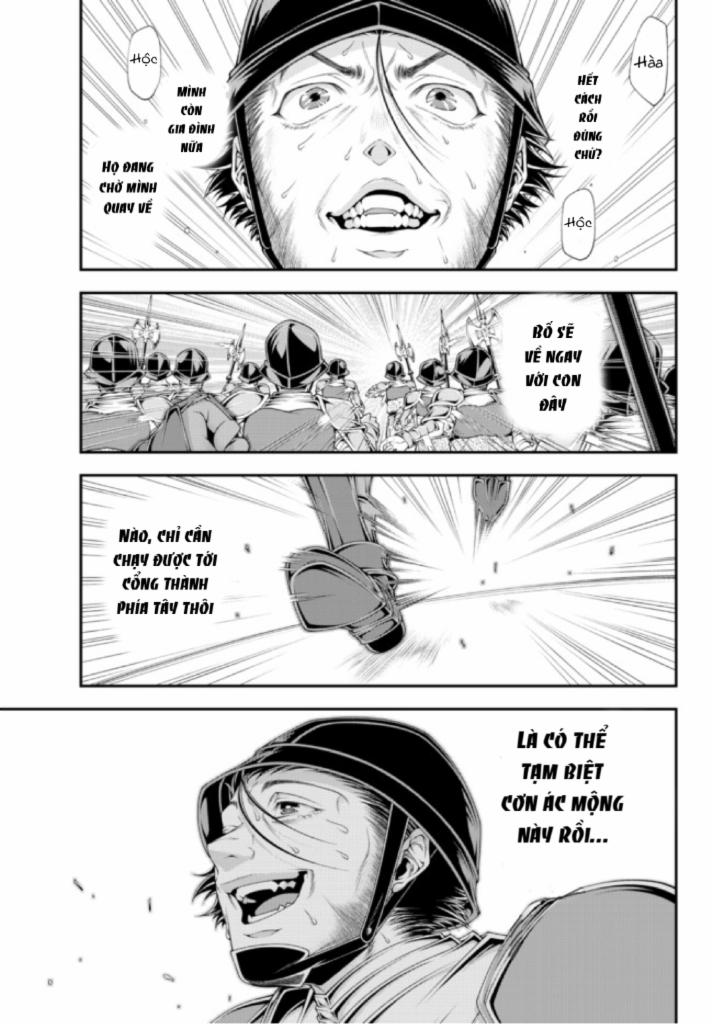 Hàa
Hết
cách
rồi
đúng
chứ?
Hộc
Hộc
Mình
còn
gia đình
nữa
Họ đang
chờ mình
quay về
Bố sẽ
về ngay
với con
đây
Nào, chỉ cần
chạy được tới
cổng thành
phía Tây thôi
Là có thể
tạm biệt
cơn ác mộng
này rồi...